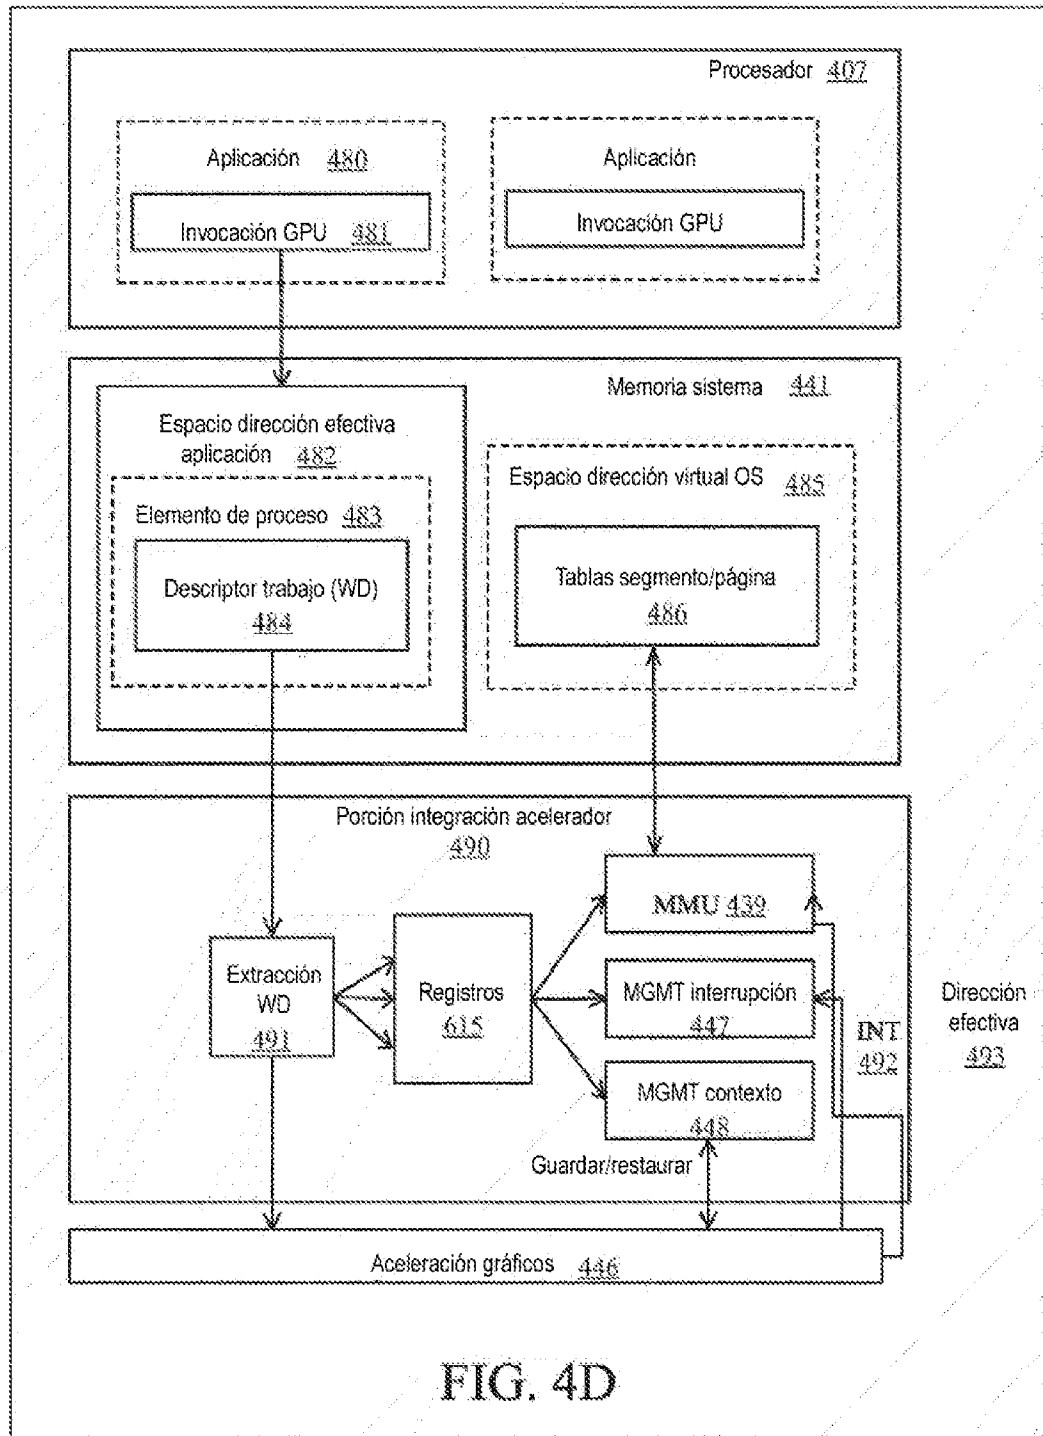 Procesador 407
Aplicación 480
Invocación GPU 481
Aplicación
Invocación GPU
Memoria sistema 441
Espacio dirección efectiva
aplicación 482
Elemento de proceso 483
Descriptor trabajo (WD)
484
Espacio dirección virtual OS 485
Tablas segmento/página
486
Porción integración acelerador
490
Extracción
WD
491
Registros
615
MMU 439
MGMT interrupción
447
MGMT contexto
448
Guardar/restaurar
INT
492
Dirección
efectiva
493
Aceleración gráficos 446
FIG. 4D